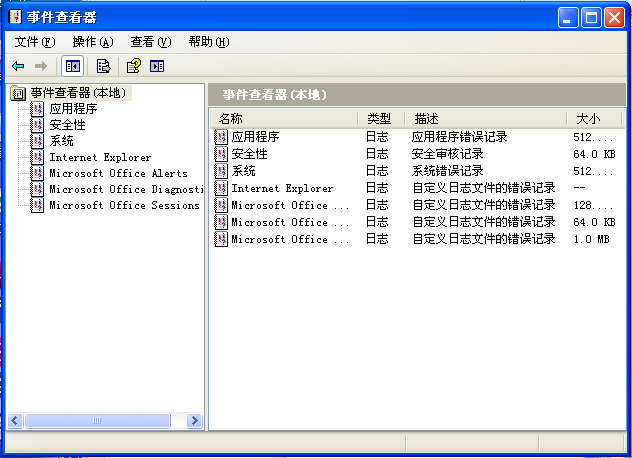 事件查看器
文件(F) 操作(A) 查看(V) 帮助(H)
事件查看器(本地)
应用程序
安全性
系统
Internet Explorer
Microsoft Office Alerts
Microsoft Office Diagnosti
Microsoft Office Sessions
事件查看器(本地)
名称 类型 描述 大小
应用程序 日志 应用程序错误记录 512....
安全性 日志 安全审核记录 64.0 KB
系统 日志 系统错误记录 512....
Internet Explorer 日志 自定义日志文件的错误记录 --
Microsoft Office ... 日志 自定义日志文件的错误记录 128....
Microsoft Office ... 日志 自定义日志文件的错误记录 64.0 KB
Microsoft Office ... 日志 自定义日志文件的错误记录 1.0 MB